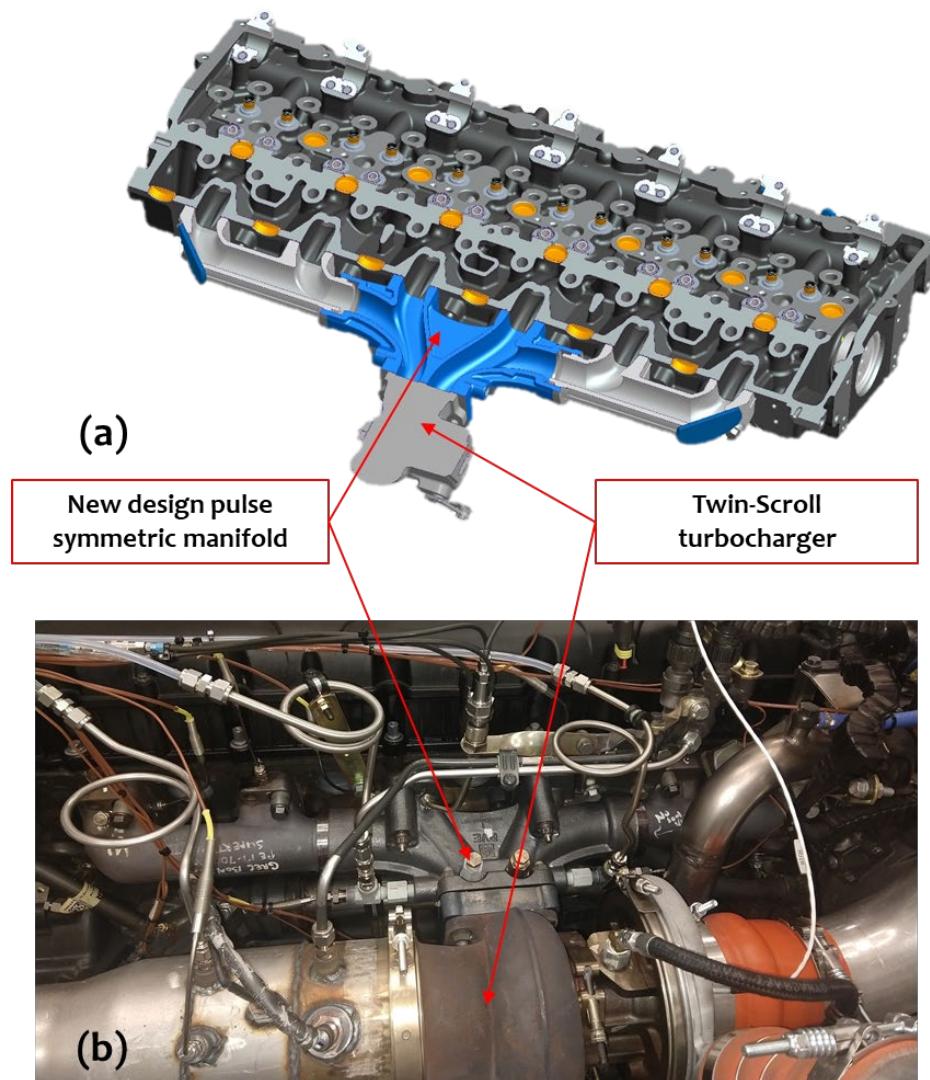 (a)
New design pulse
symmetric manifold
Twin-Scroll
turbocharger
(b)